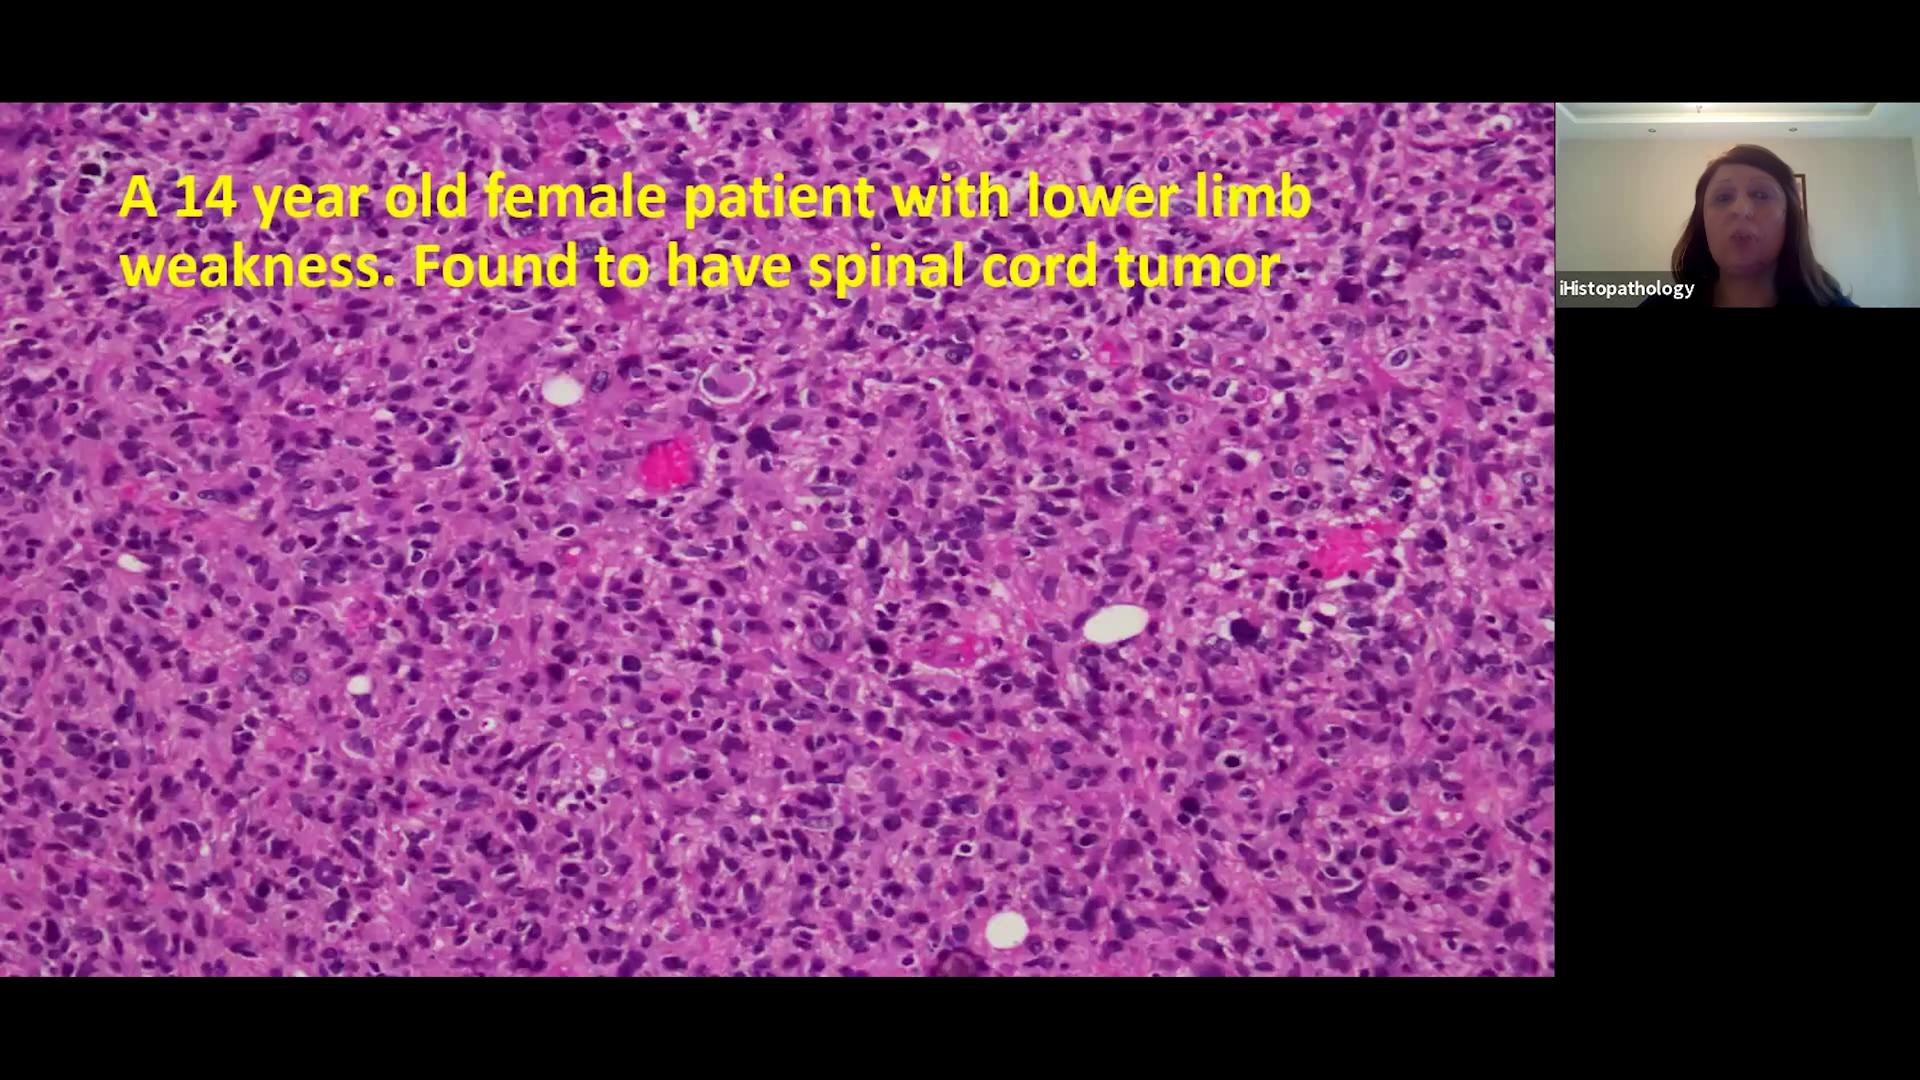 A 14 year old female patient with lower limb
weakness. Found to have spinal cord tumor
iHistopathology